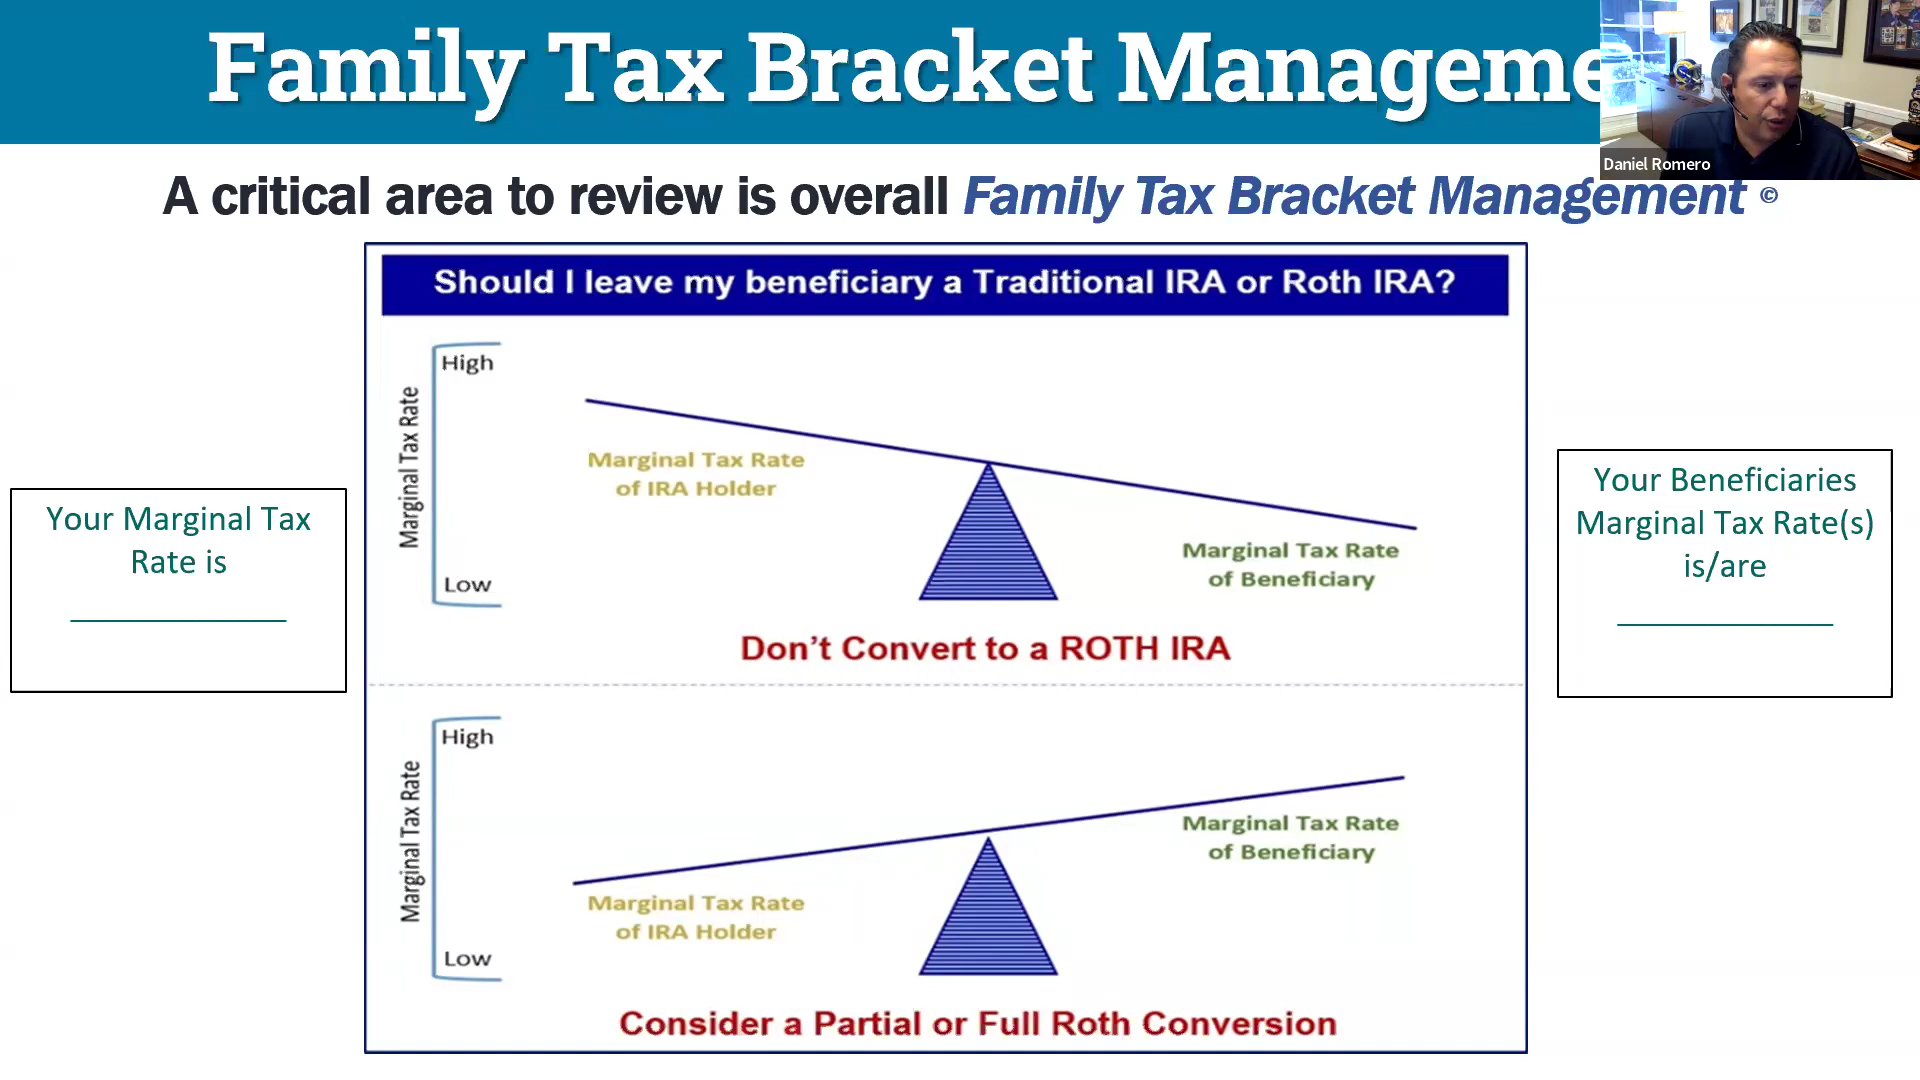 Family Tax Bracket Manageme
Daniel Romero
A critical area to review is overall Family Tax Bracket Management ©
Should I leave my beneficiary a Traditional IRA or Roth IRA?
Marginal Tax Rate
High
Low
Marginal Tax Rate
of IRA Holder
Marginal Tax Rate
of Beneficiary
Don't Convert to a ROTH IRA
Your Marginal Tax
Rate is
Your Beneficiaries
Marginal Tax Rate(s)
is/are
Marginal Tax Rate
High
Low
Marginal Tax Rate
of IRA Holder
Marginal Tax Rate
of Beneficiary
Consider a Partial or Full Roth Conversion